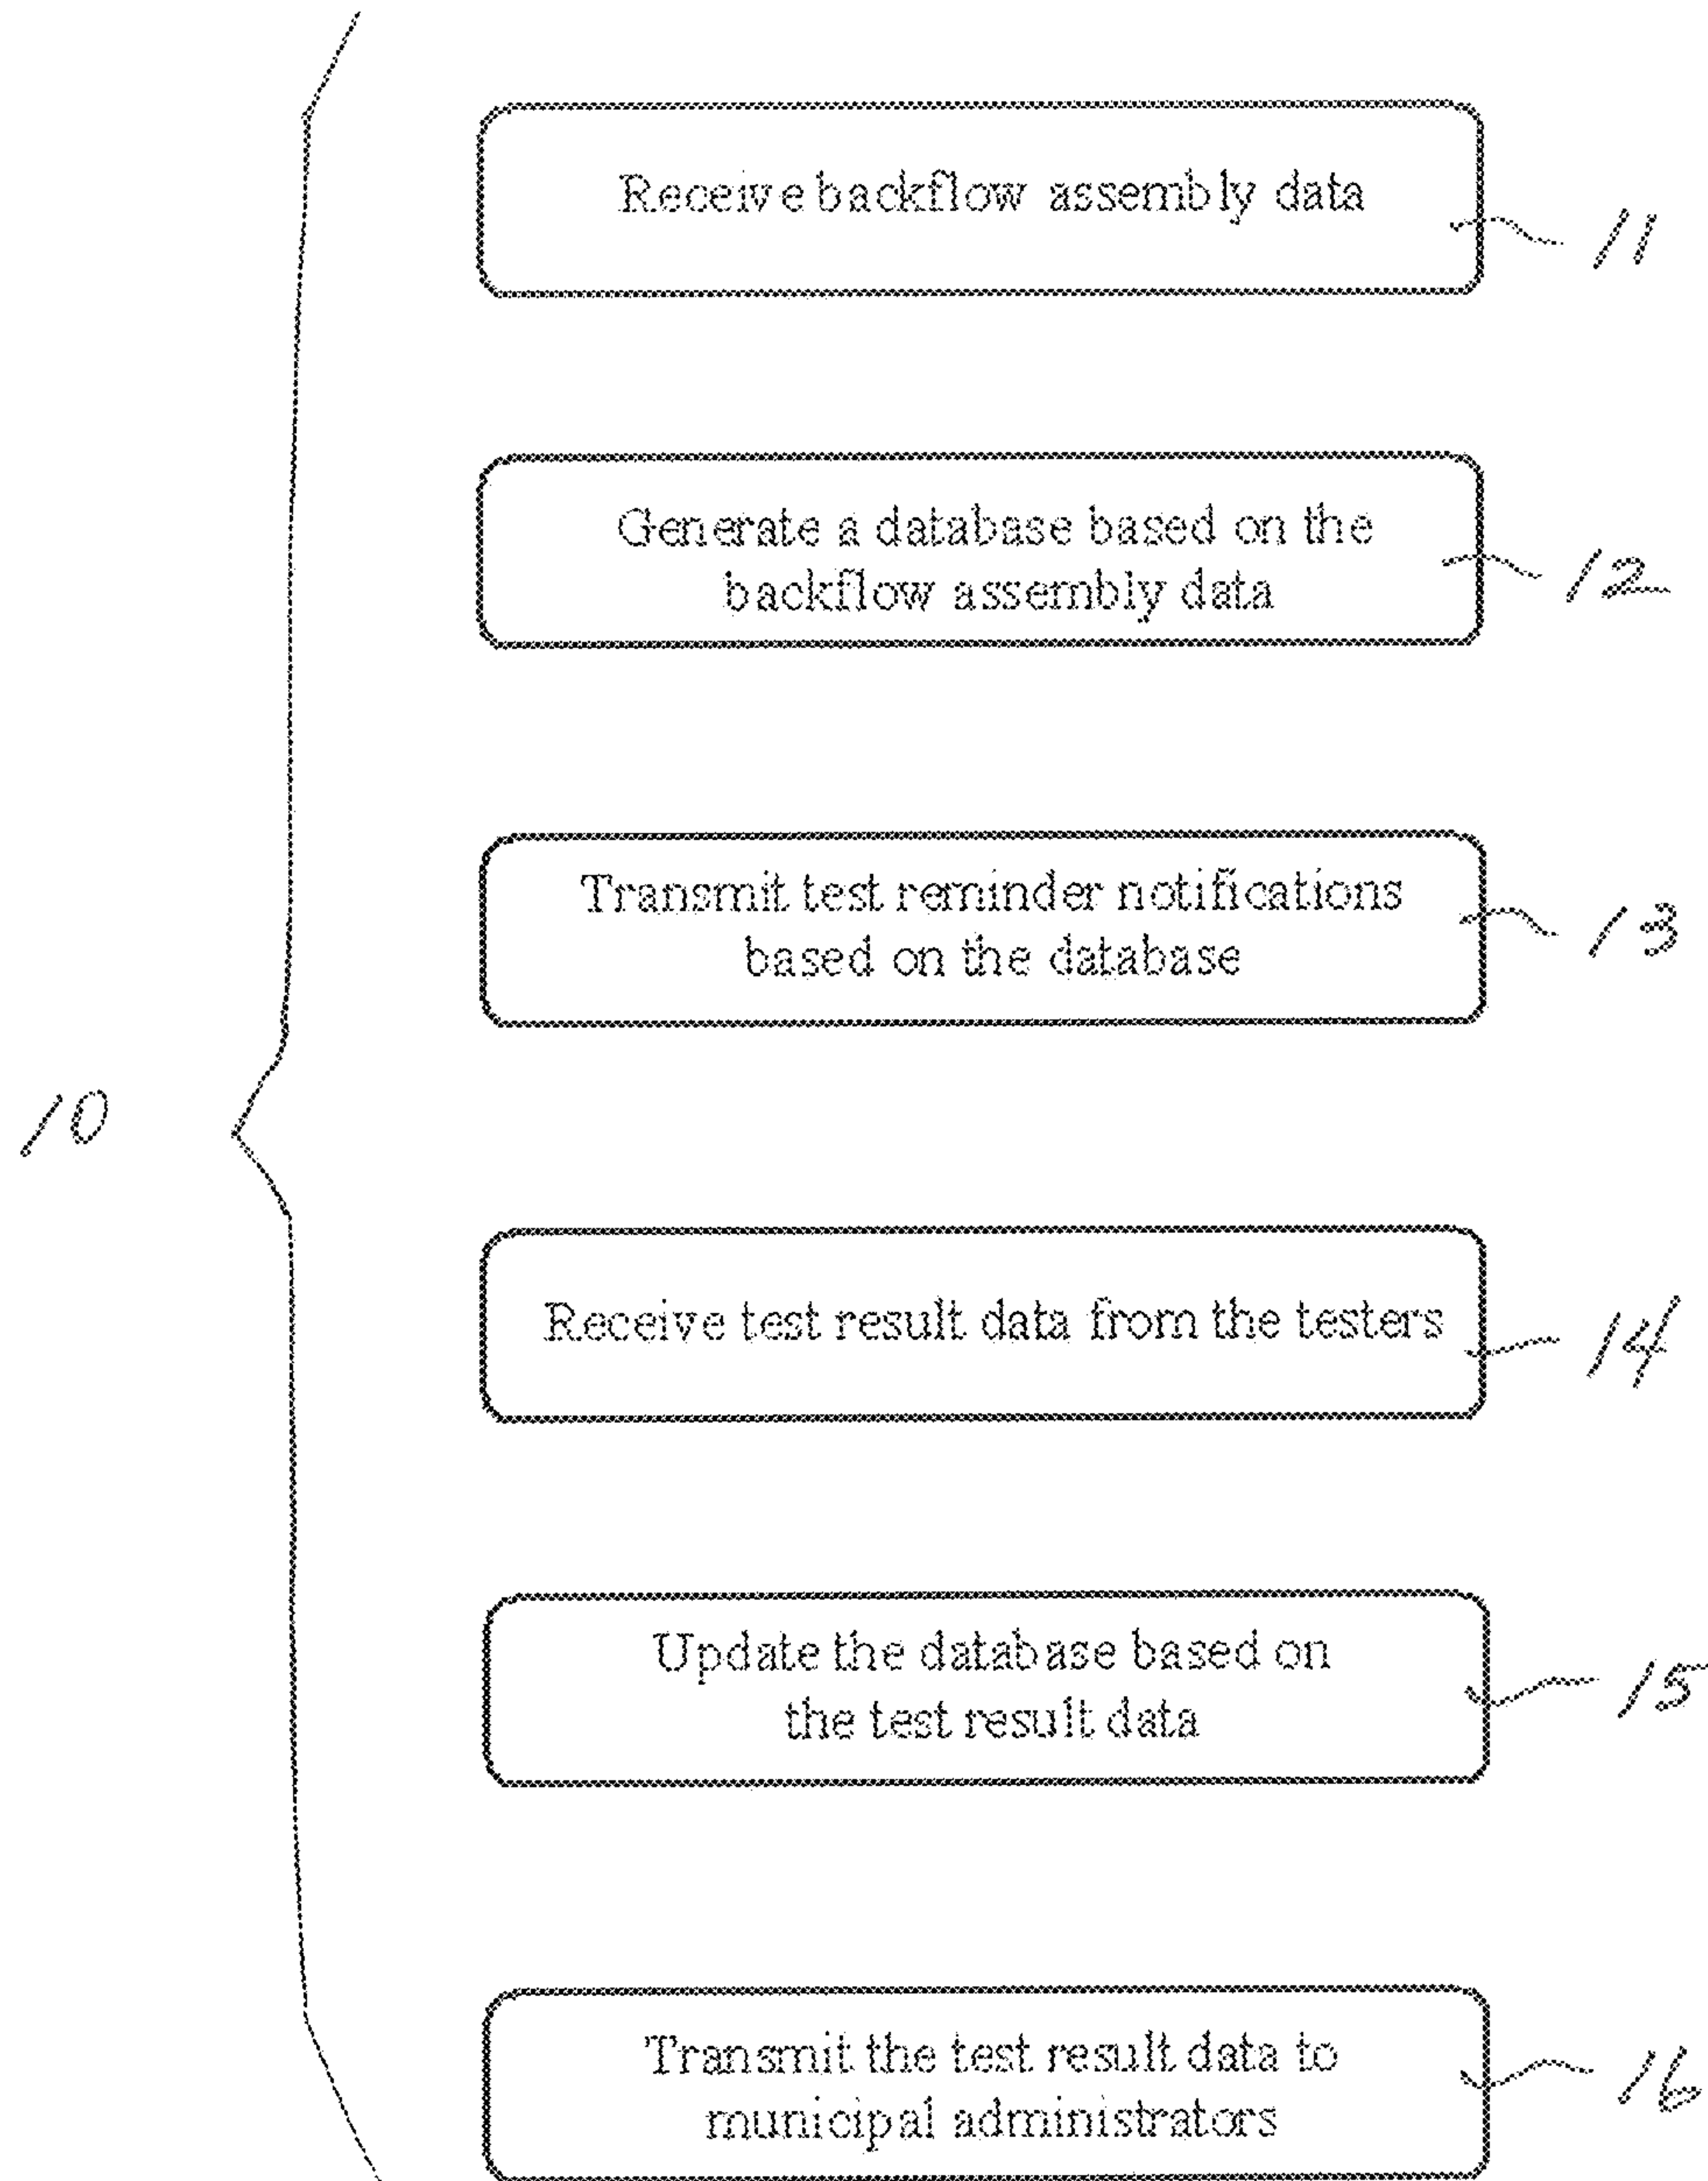 Receive backflow assembly data
11
Generate a database based on the
backflow assembly data
12
Transmit test reminder notifications
based on the database
13
10
Receive test result data from the testers
14
Update the database based on
the test result data
15
Transmit the test result data to
municipal administrators
16